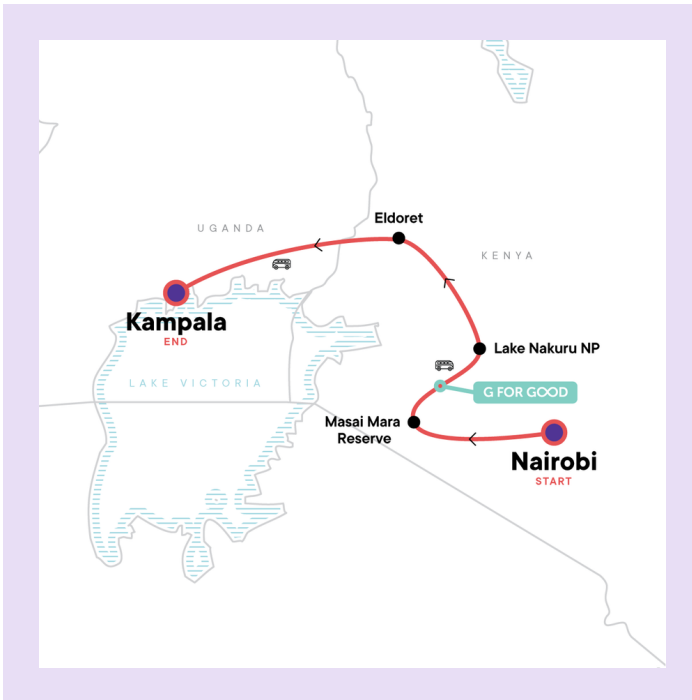 Eldoret
UGANDA
KENYA
Kampala
END
Lake Nakuru NP
LAKE VICTORIA
G FOR GOOD
Masai Mara
Reserve
Nairobi
START